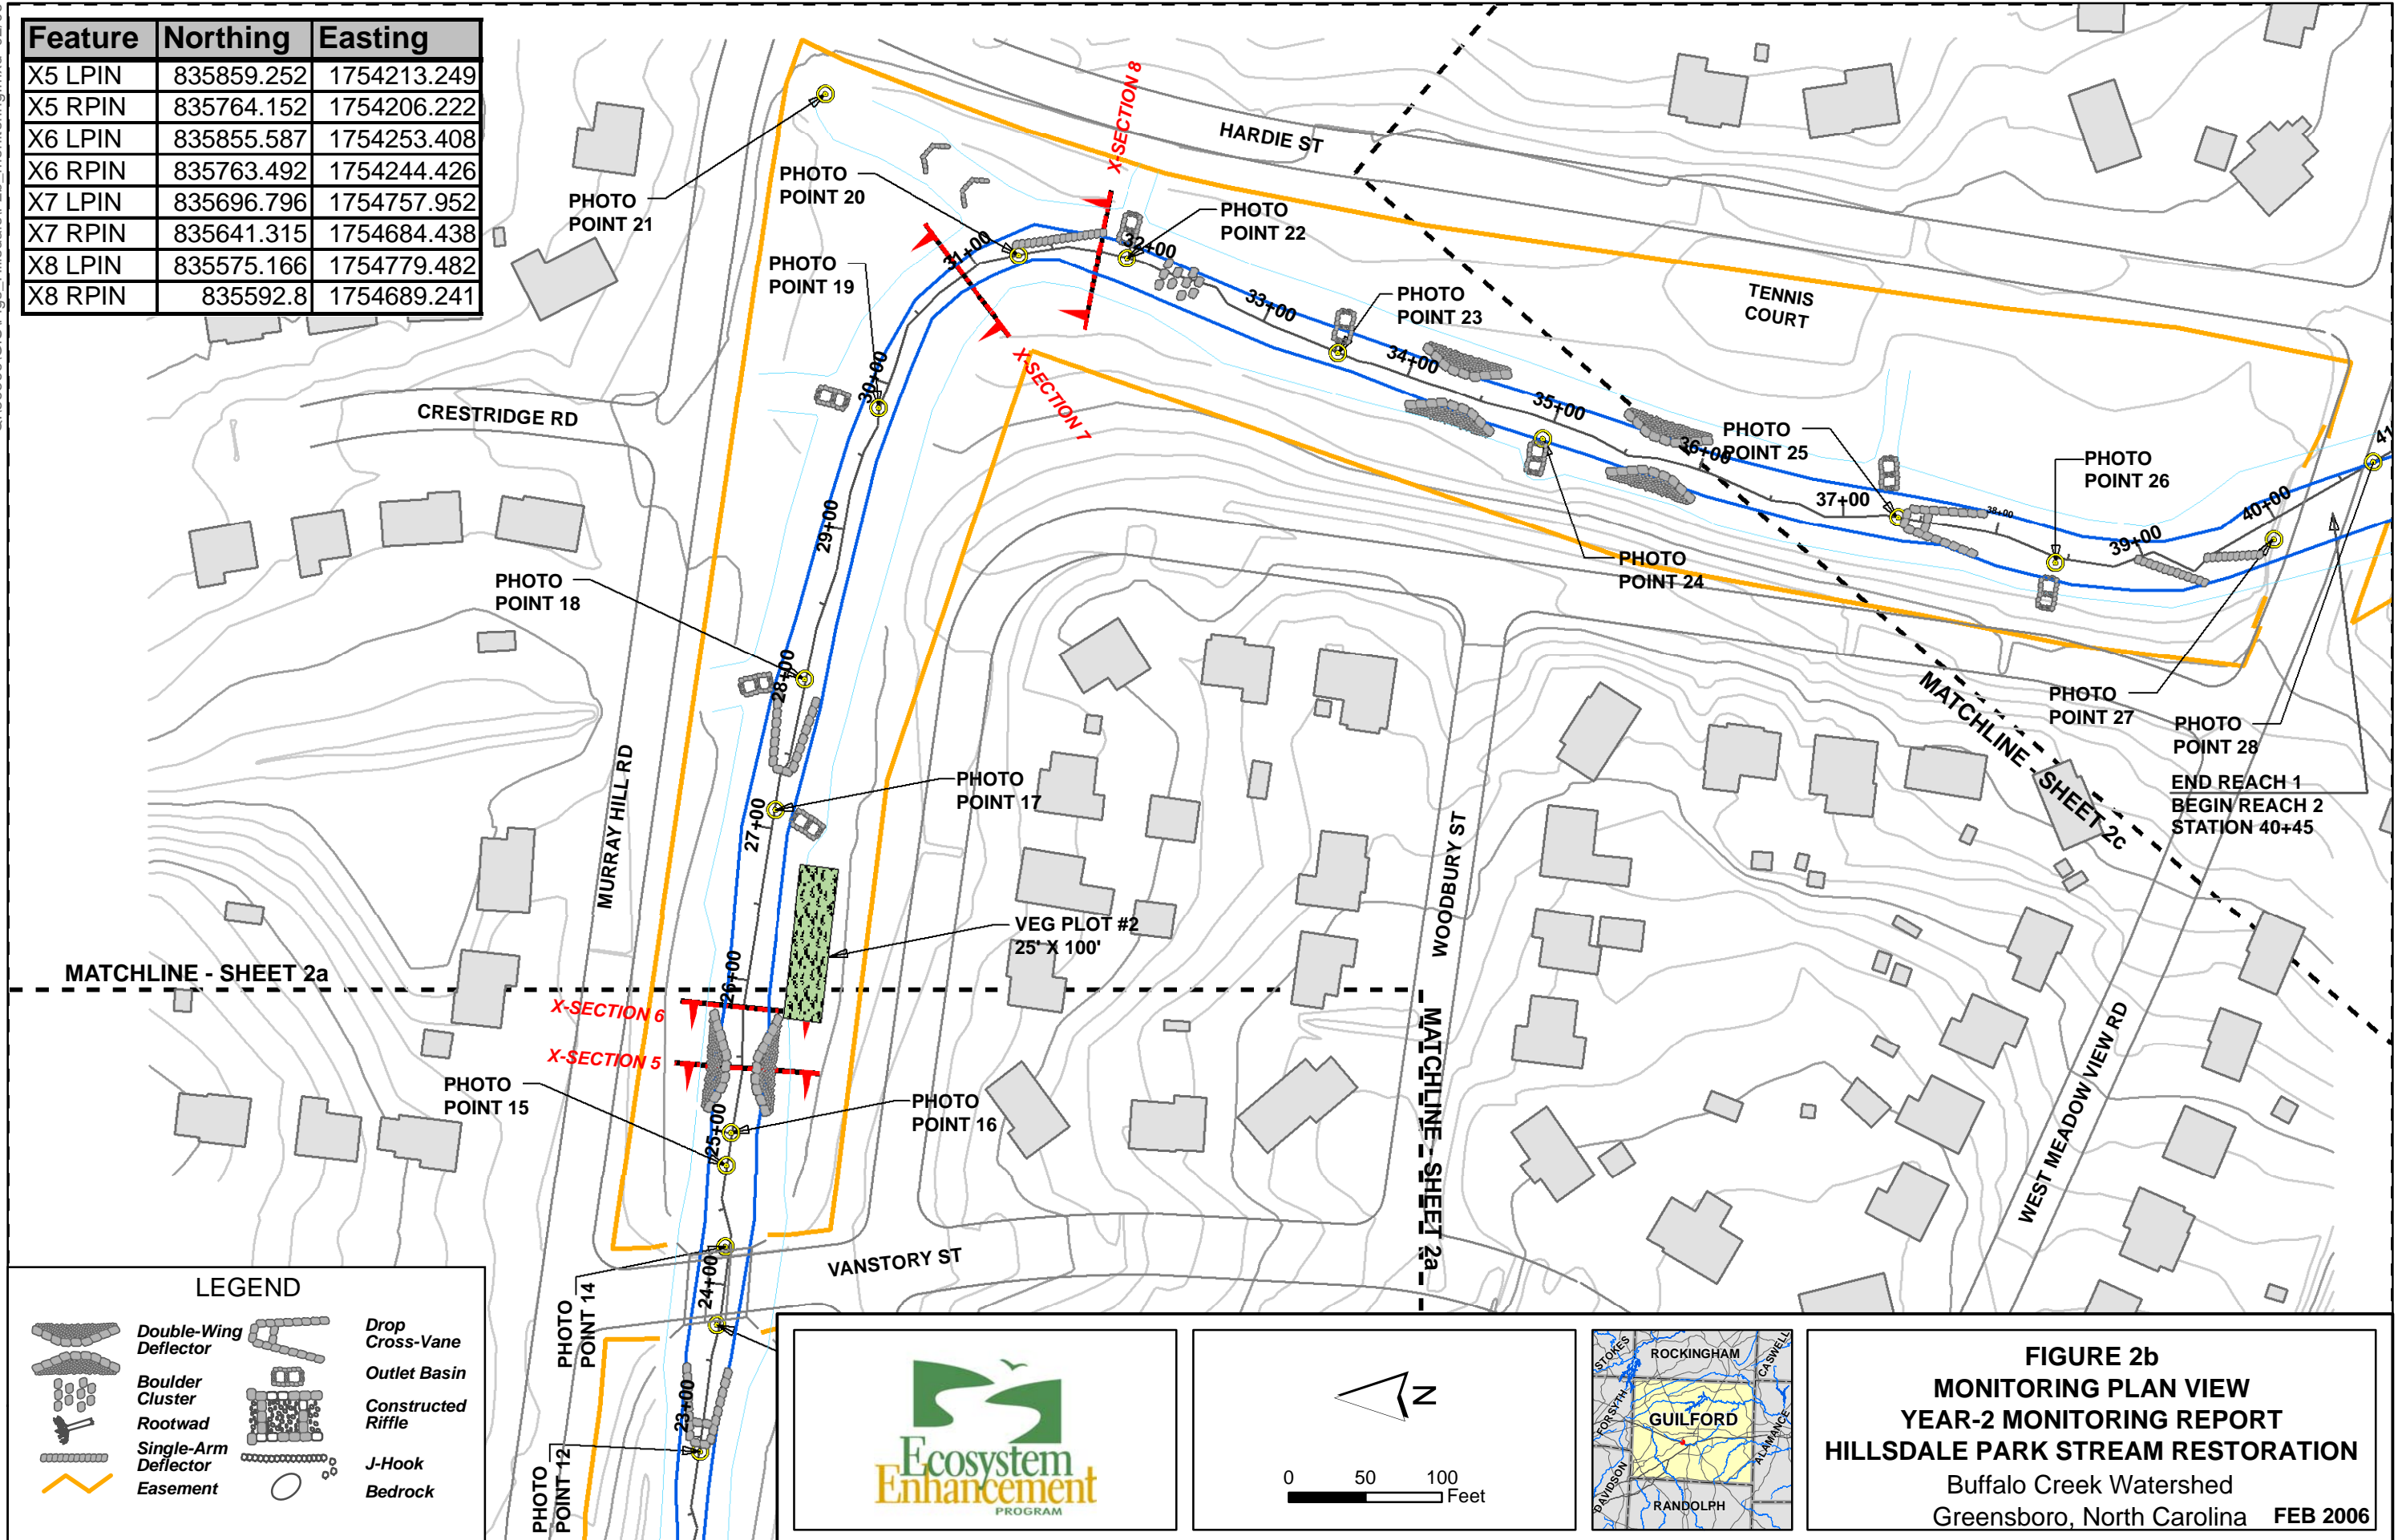 Feature Northing Easting
X5 LPIN 835859.252 1754213.249
X5 RPIN 835764.152 1754206.222
X6 LPIN 835855.587 1754253.408
X6 RPIN 835763.492 1754244.426
X7 LPIN 835696.796 1754757.952
X7 RPIN 835641.315 1754684.438
X8 LPIN 835575.166 1754779.482
X8 RPIN 835592.8 1754689.241
X-SECTION 8
HARDIE ST
PHOTO
POINT 21
PHOTO
POINT 20
PHOTO
POINT 22
PHOTO
POINT 19
31+00
32+00
33+00
PHOTO
POINT 23
TENNIS
COURT
X-SECTION 7
34+00
35+00
36+00
PHOTO
POINT 25
37+00
38+00
PHOTO
POINT 26
39+00
40+00
41
30+00
CRESTRIDGE RD
29+00
PHOTO
POINT 24
PHOTO
POINT 18
28+00
PHOTO
POINT 27
PHOTO
POINT 28
MATCHLINE - SHEET 2c
END REACH 1
BEGIN REACH 2
STATION 40+45
MURRAY HILL RD
PHOTO
POINT 17
27+00
WOODBURY ST
VEG PLOT #2
25' X 100'
MATCHLINE - SHEET 2a
26+00
X-SECTION 6
X-SECTION 5
PHOTO
POINT 15
PHOTO
POINT 16
25+00
MATCHLINE - SHEET 2a
WEST MEADOW VIEW RD
VANSTORY ST
24+00
PHOTO
POINT 14
23+00
PHOTO
POINT 12
LEGEND
Double-Wing
Deflector
Boulder
Cluster
Rootwad
Single-Arm
Deflector
Easement
Drop
Cross-Vane
Outlet Basin
Constructed
Riffle
J-Hook
Bedrock
Ecosystem
Enhancement
PROGRAM
N
0 50 100
Feet
STOKES
ROCKINGHAM
CASWELL
FORSYTH
GUILFORD
ALAMANCE
DAVIDSON
RANDOLPH
FIGURE 2b
MONITORING PLAN VIEW
YEAR-2 MONITORING REPORT
HILLSDALE PARK STREAM RESTORATION
Buffalo Creek Watershed
Greensboro, North Carolina
FEB 2006